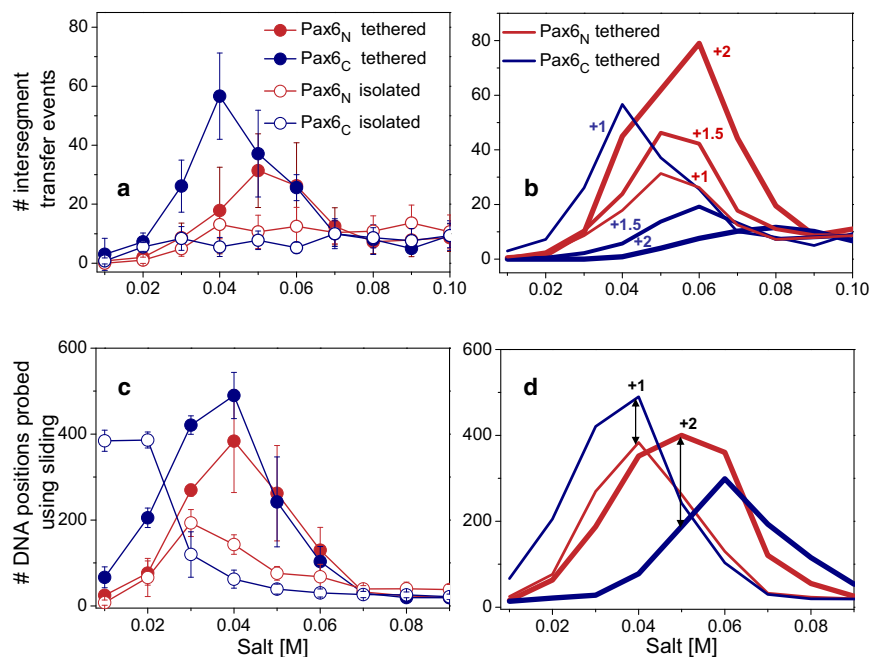 80
60
40
20
0
# intersegment
transfer events
a
Pax6N tethered
Pax6C tethered
Pax6N isolated
Pax6C isolated
0.02 0.04 0.06 0.08 0.10
80
60
40
20
0
b
Pax6N tethered
Pax6C tethered
+1
+2
+1.5
+1
+1.5
+2
0.02 0.04 0.06 0.08 0.10
600
400
200
0
# DNA positions probed
using sliding
c
0.02 0.04 0.06 0.08
Salt [M]
600
400
200
0
d
+1
+2
0.02 0.04 0.06 0.08
Salt [M]